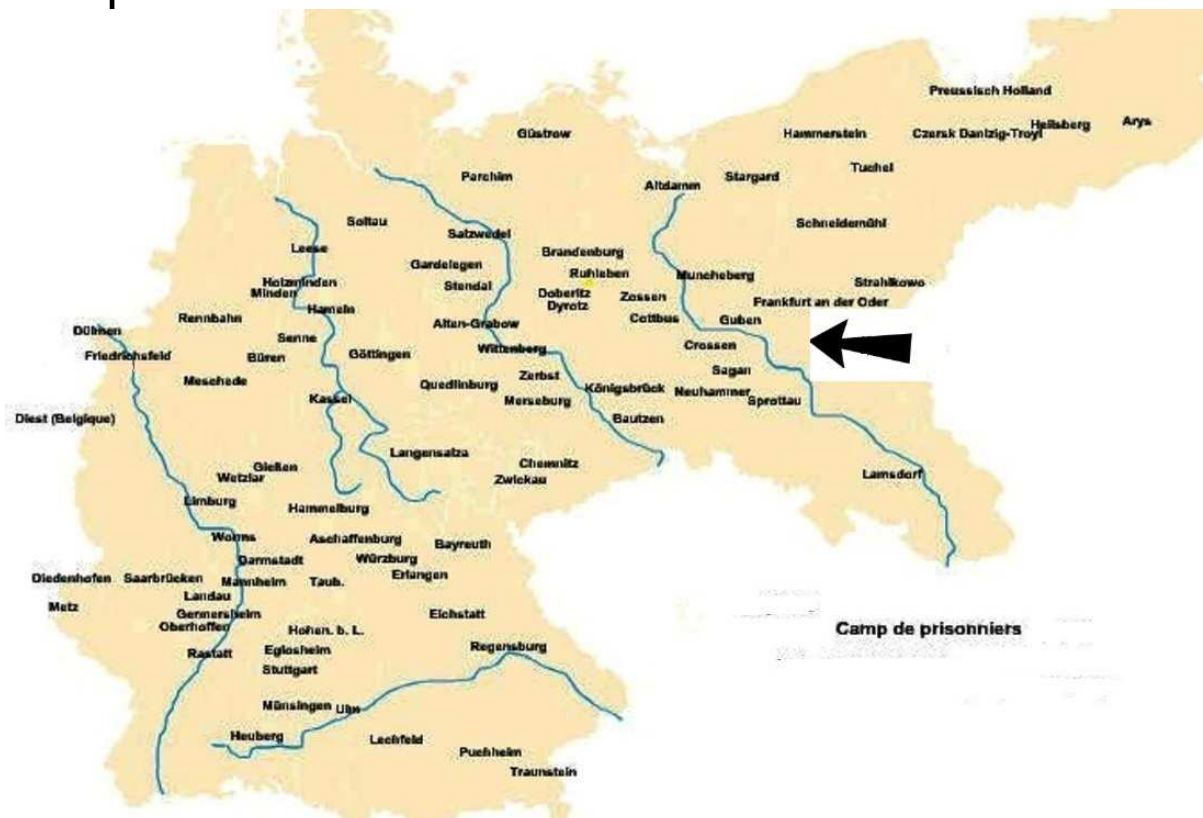 Preussisch Holland
Güstrow
Hammerstein
Czersk Danizig-Troyl
Heilsberg
Arys
Parchim
Altdamm
Stargard
Tuchel
Soltau
Salzwedel
Schneidemühl
Leese
Gardelegen
Brandenburg
Ruhleben
Muncheberg
Strahlkowo
Holzminden
Minden
Stendal
Doberitz
Dyrotz
Zossen
Frankfurt an der Oder
Rennbahn
Hameln
Alten-Grabow
Cottbus
Guben
Dülmen
Senne
Friedrichsfeld
Büren
Göttingen
Wittenberg
Crossen
Meschede
Quedlinburg
Zerbst
Königsbrück
Sagan
Neuhammer
Kassel
Merseburg
Sprottau
Diest (Belgique)
Bautzen
Langensalza
Gießen
Wetzlar
Chemnitz
Zwickau
Lamsdorf
Limburg
Hammelburg
Worms
Aschaffenburg
Bayreuth
Darmstadt
Würzburg
Diedenhofen
Saarbrücken
Mannheim
Taub.
Erlangen
Metz
Landau
Germersheim
Oberhoffen
Eichstatt
Hohen. b. L.
Camp de prisonniers
Rastatt
Eglosheim
Regensburg
Stuttgart
Münsingen
Ulm
Heuberg
Lechfeld
Puchheim
Traunstein